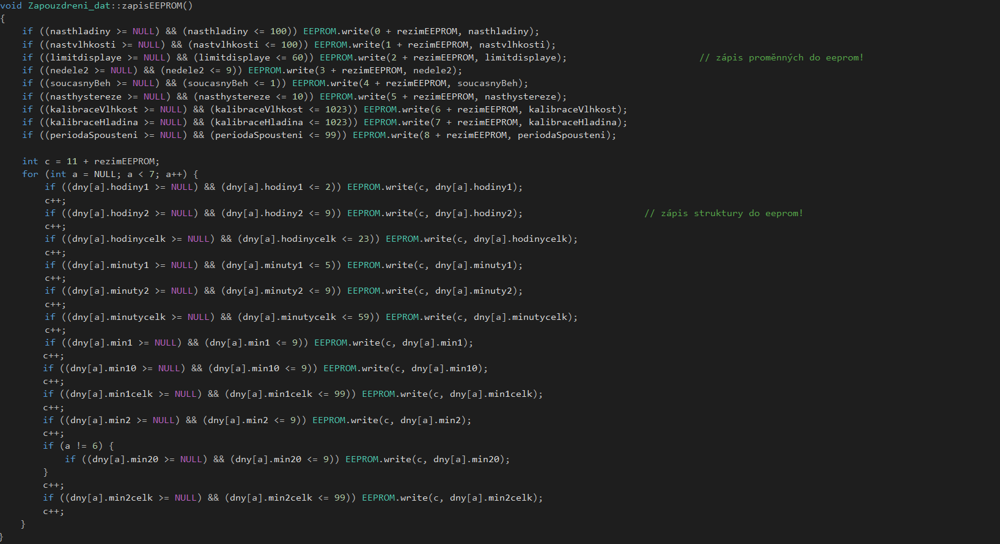 void Zapouzdreni_dat::zapisEEPROM()
{
    if ((nasthladiny >= NULL) && (nasthladiny <= 100)) EEPROM.write(0 + rezimEEPROM, nasthladiny);
    if ((nastvlhkosti >= NULL) && (nastvlhkosti <= 100)) EEPROM.write(1 + rezimEEPROM, nastvlhkosti);
    if ((limitdisplaye >= NULL) && (limitdisplaye <= 60)) EEPROM.write(2 + rezimEEPROM, limitdisplaye);                        // zápis proměnných do eeprom!
    if ((nedele2 >= NULL) && (nedele2 <= 9)) EEPROM.write(3 + rezimEEPROM, nedele2);
    if ((soucasnyBeh >= NULL) && (soucasnyBeh <= 1)) EEPROM.write(4 + rezimEEPROM, soucasnyBeh);
    if ((nasthystereze >= NULL) && (nasthystereze <= 10)) EEPROM.write(5 + rezimEEPROM, nasthystereze);
    if ((kalibraceVlhkost >= NULL) && (kalibraceVlhkost <= 1023)) EEPROM.write(6 + rezimEEPROM, kalibraceVlhkost);
    if ((kalibraceHladina >= NULL) && (kalibraceHladina <= 1023)) EEPROM.write(7 + rezimEEPROM, kalibraceHladina);
    if ((periodaSpousteni >= NULL) && (periodaSpousteni <= 99)) EEPROM.write(8 + rezimEEPROM, periodaSpousteni);

    int c = 11 + rezimEEPROM;
    for (int a = NULL; a < 7; a++) {
        if ((dny[a].hodiny1 >= NULL) && (dny[a].hodiny1 <= 2)) EEPROM.write(c, dny[a].hodiny1);
        c++;
        if ((dny[a].hodiny2 >= NULL) && (dny[a].hodiny2 <= 9)) EEPROM.write(c, dny[a].hodiny2);                      // zápis struktury do eeprom!
        c++;
        if ((dny[a].hodinycelk >= NULL) && (dny[a].hodinycelk <= 23)) EEPROM.write(c, dny[a].hodinycelk);
        c++;
        if ((dny[a].minuty1 >= NULL) && (dny[a].minuty1 <= 5)) EEPROM.write(c, dny[a].minuty1);
        c++;
        if ((dny[a].minuty2 >= NULL) && (dny[a].minuty2 <= 9)) EEPROM.write(c, dny[a].minuty2);
        c++;
        if ((dny[a].minutycelk >= NULL) && (dny[a].minutycelk <= 59)) EEPROM.write(c, dny[a].minutycelk);
        c++;
        if ((dny[a].min1 >= NULL) && (dny[a].min1 <= 9)) EEPROM.write(c, dny[a].min1);
        c++;
        if ((dny[a].min10 >= NULL) && (dny[a].min10 <= 9)) EEPROM.write(c, dny[a].min10);
        c++;
        if ((dny[a].min1celk >= NULL) && (dny[a].min1celk <= 99)) EEPROM.write(c, dny[a].min1celk);
        c++;
        if ((dny[a].min2 >= NULL) && (dny[a].min2 <= 9)) EEPROM.write(c, dny[a].min2);
        c++;
        if (a != 6) {
            if ((dny[a].min20 >= NULL) && (dny[a].min20 <= 9)) EEPROM.write(c, dny[a].min20);
        }
        c++;
        if ((dny[a].min2celk >= NULL) && (dny[a].min2celk <= 99)) EEPROM.write(c, dny[a].min2celk);
        c++;
    }
}